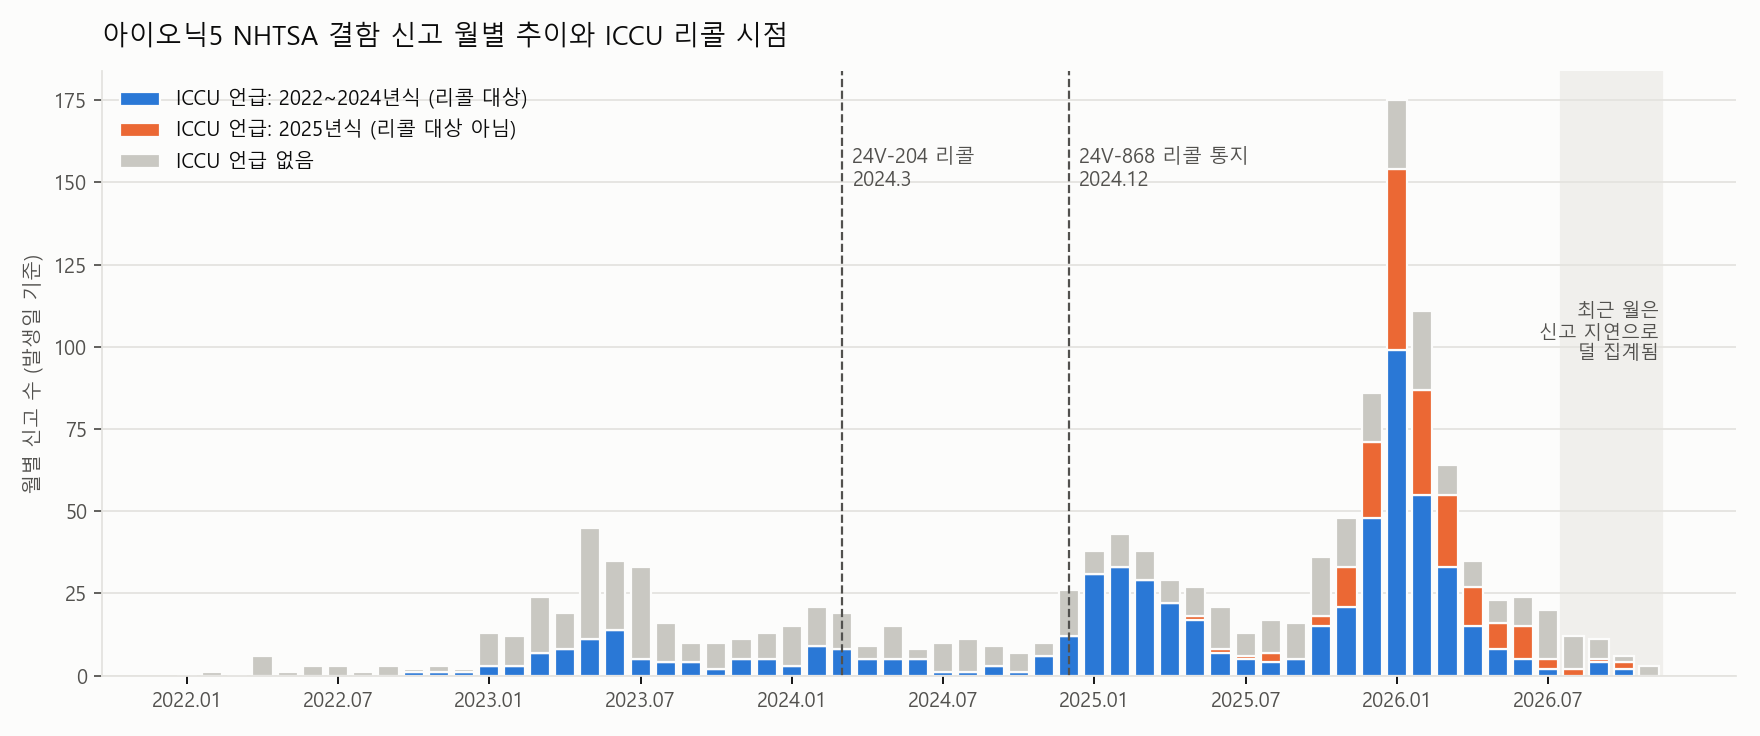 아이오닉5 NHTSA 결함 신고 월별 추이와 ICCU 리콜 시점
ICCU 언급: 2022~2024년식 (리콜 대상)
ICCU 언급: 2025년식 (리콜 대상 아님)
ICCU 언급 없음
24V-204 리콜
2024.3
24V-868 리콜 통지
2024.12
최근 월은
신고 지연으로
덜 집계됨
월별 신고 수 (발생일 기준)
175
150
125
100
75
50
25
0
2022.01
2022.07
2023.01
2023.07
2024.01
2024.07
2025.01
2025.07
2026.01
2026.07